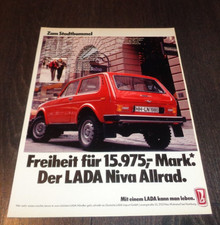 Zum Stadtbummel
Freiheit für 15.975,- Mark*.
Der LADA Niva Allrad.
Mit einem LADA kann man leben.